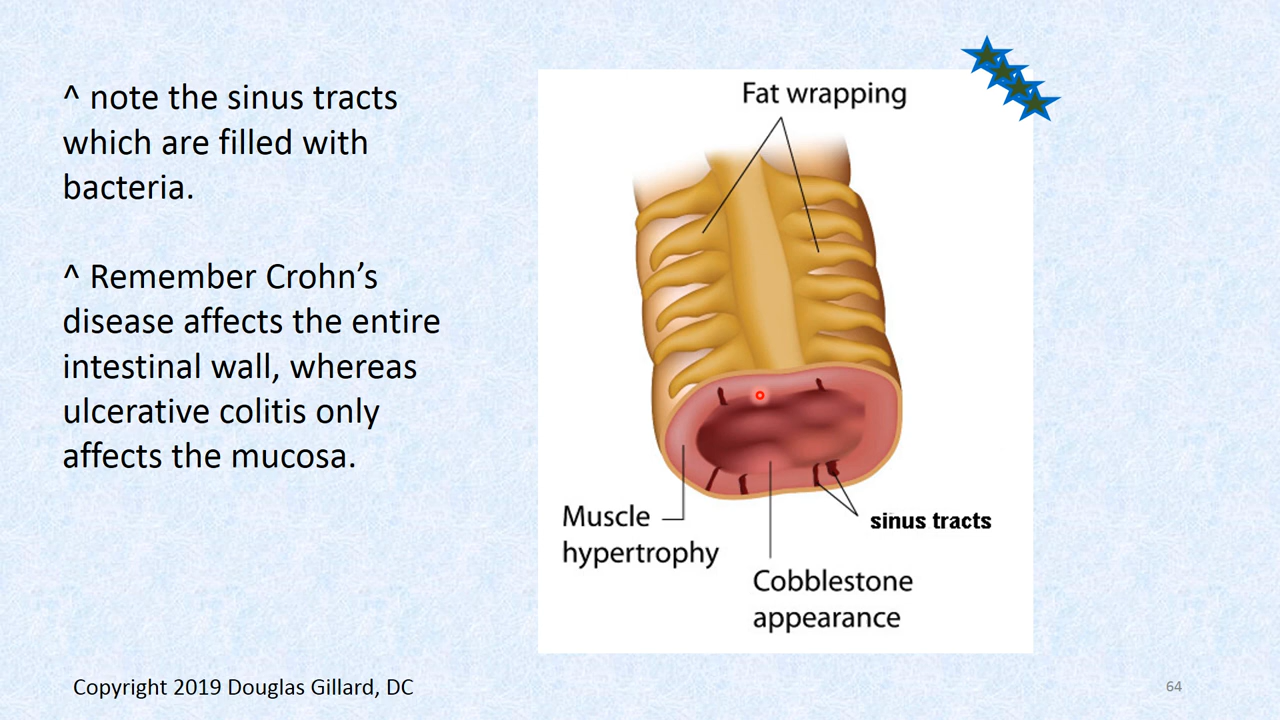 ^ note the sinus tracts
which are filled with
bacteria.
^ Remember Crohn’s
disease affects the entire
intestinal wall, whereas
ulcerative colitis only
affects the mucosa.
Fat wrapping
Muscle
hypertrophy
sinus tracts
Cobblestone
appearance
Copyright 2019 Douglas Gillard, DC
64